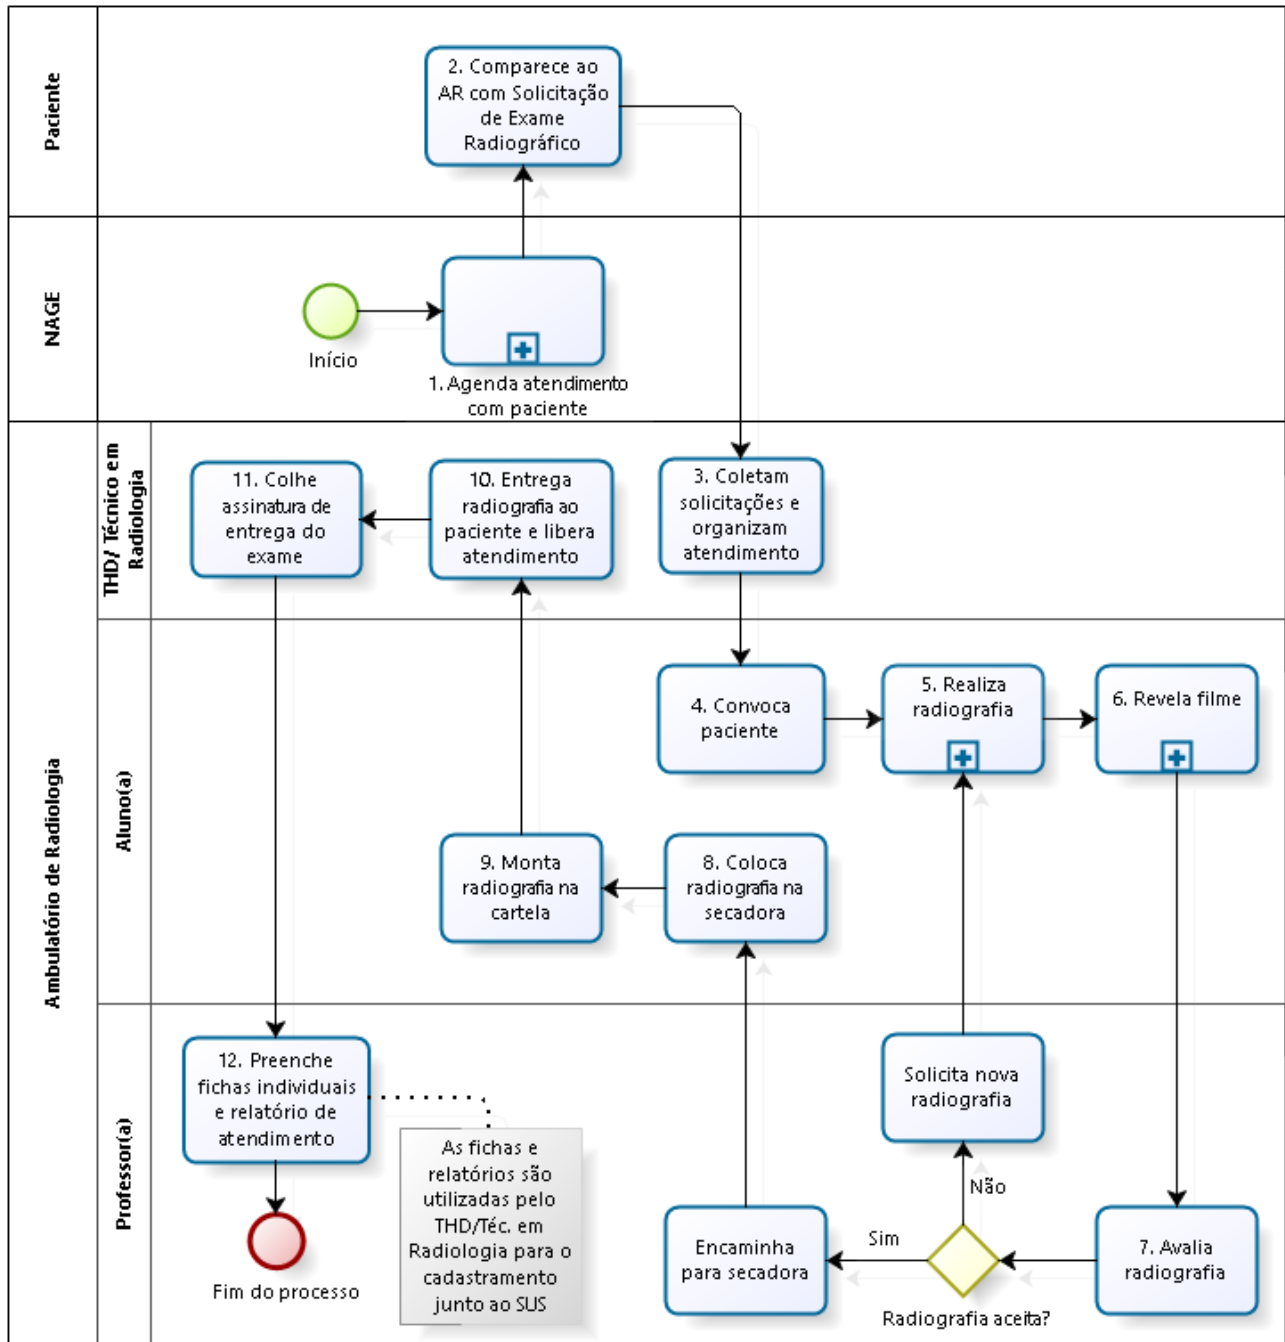 Paciente
2. Comparece ao
AR com Solicitação
de Exame
Radiográfico
NAGE
Início
1. Agenda atendimento
com paciente
Ambulatório de Radiologia
THD/ Técnico em
Radiologia
11. Colhe
assinatura de
entrega do
exame
10. Entrega
radiografia ao
paciente e libera
atendimento
3. Coletam
solicitações e
organizam
atendimento
Aluno(a)
4. Convoca
paciente
5. Realiza
radiografia
6. Revela filme
9. Monta
radiografia na
cartela
8. Coloca
radiografia na
secadora
Professor(a)
12. Preenche
fichas individuais
e relatório de
atendimento
Fim do processo
As fichas e
relatórios são
utilizadas pelo
THD/Téc. em
Radiologia para o
cadastramento
junto ao SUS
Solicita nova
radiografia
Não
Encaminha
para secadora
Sim
Radiografia aceita?
7. Avalia
radiografia